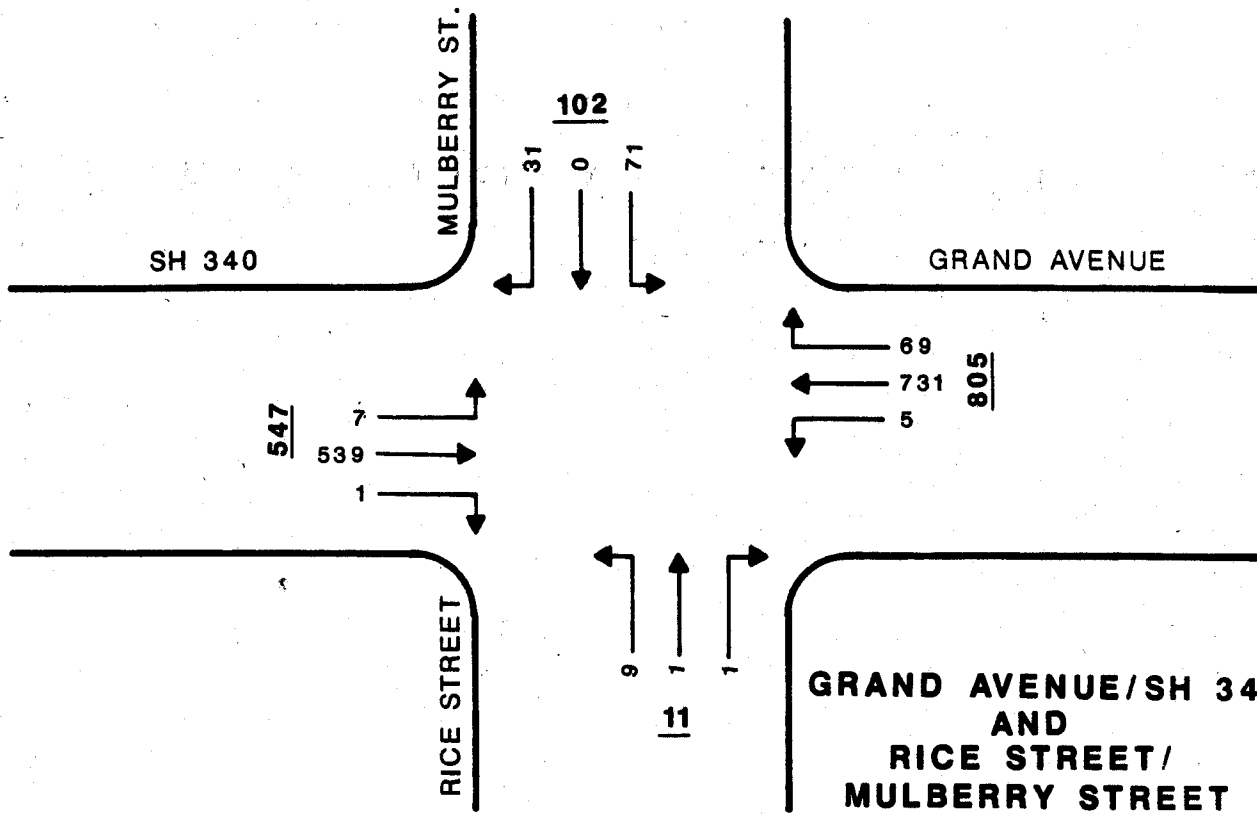 MULBERRY ST.
102
31
0
71
SH 340
GRAND AVENUE
69
731
5
805
547
7
539
1
RICE STREET
9
1
1
11
GRAND AVENUE/SH 34
AND
RICE STREET/
MULBERRY STREET